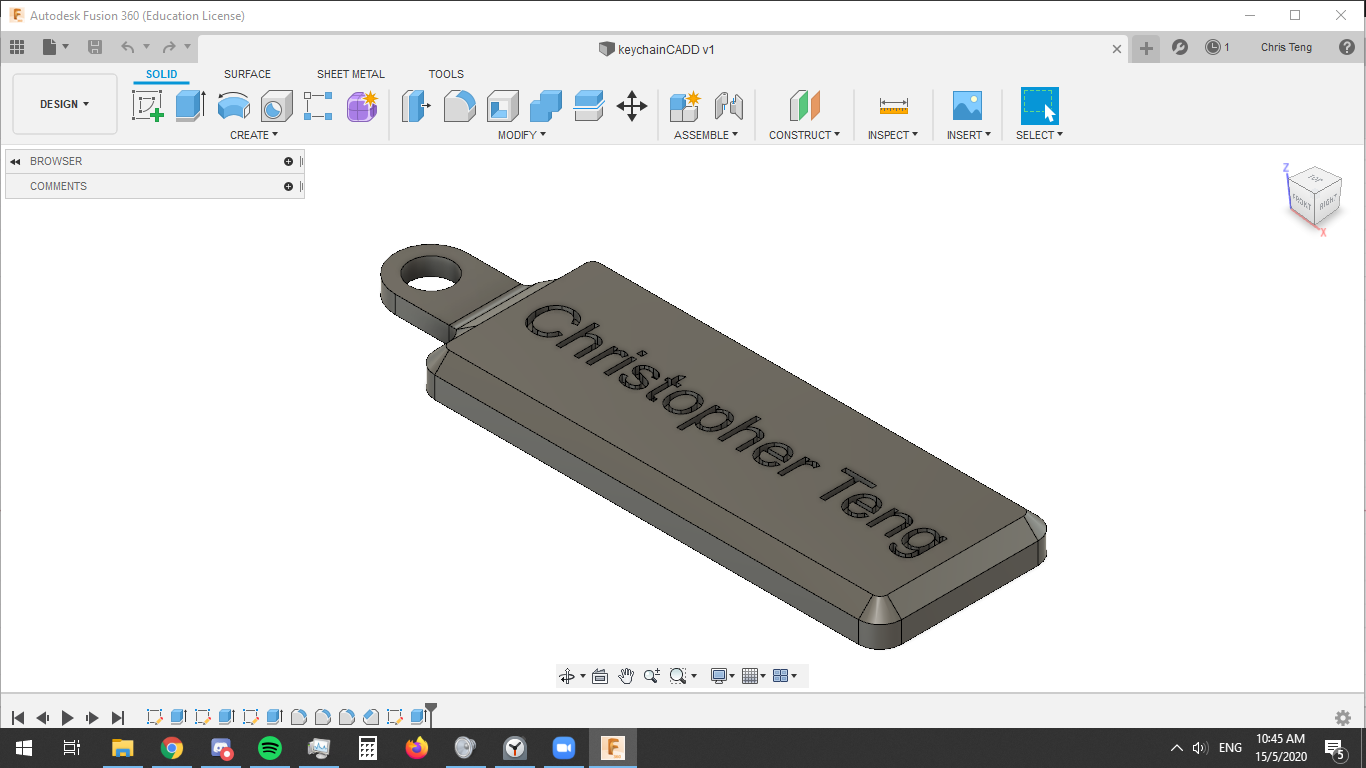 Autodesk Fusion 360 (Education License)
keychainCADD v1
1
Chris Teng
SOLID
SURFACE
SHEET METAL
TOOLS
DESIGN
CREATE
MODIFY
ASSEMBLE
CONSTRUCT
INSPECT
INSERT
SELECT
BROWSER
COMMENTS
Z
TOP
FRONT
RIGHT
X
Christopher Teng
ENG
10:45 AM
15/5/2020
5